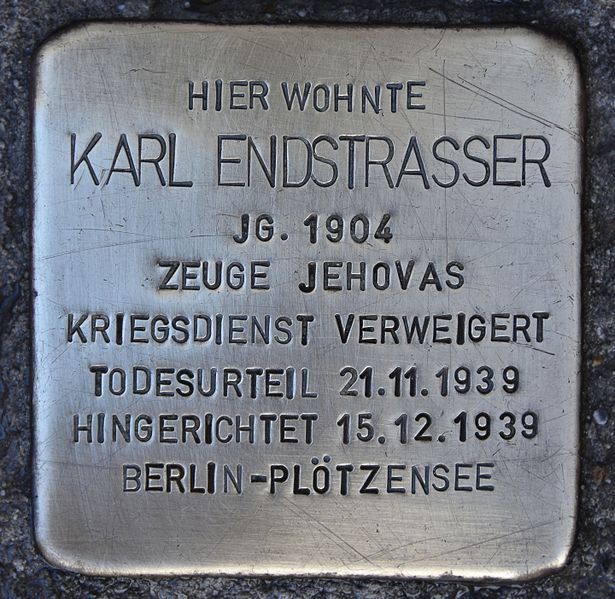 HIER WOHNTE
KARL ENDSTRASSER
JG. 1904
ZEUGE JEHOVAS
KRIEGSDIENST VERWEIGERT
TODESURTEIL 21.11.1939
HINGERICHTET 15.12.1939
BERLIN-PLÖTZENSEE